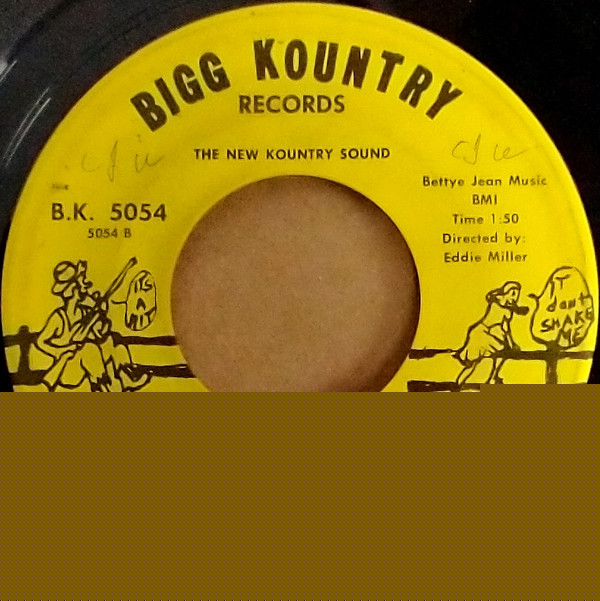 BIGG KOUNTRY
RECORDS
THE NEW KOUNTRY SOUND
B.K. 5054
5054 B
Bettye Jean Music
BMI
Time 1:50
Directed by:
Eddie Miller
ITS
A
HIT
IT
don't
SHAKE
ME